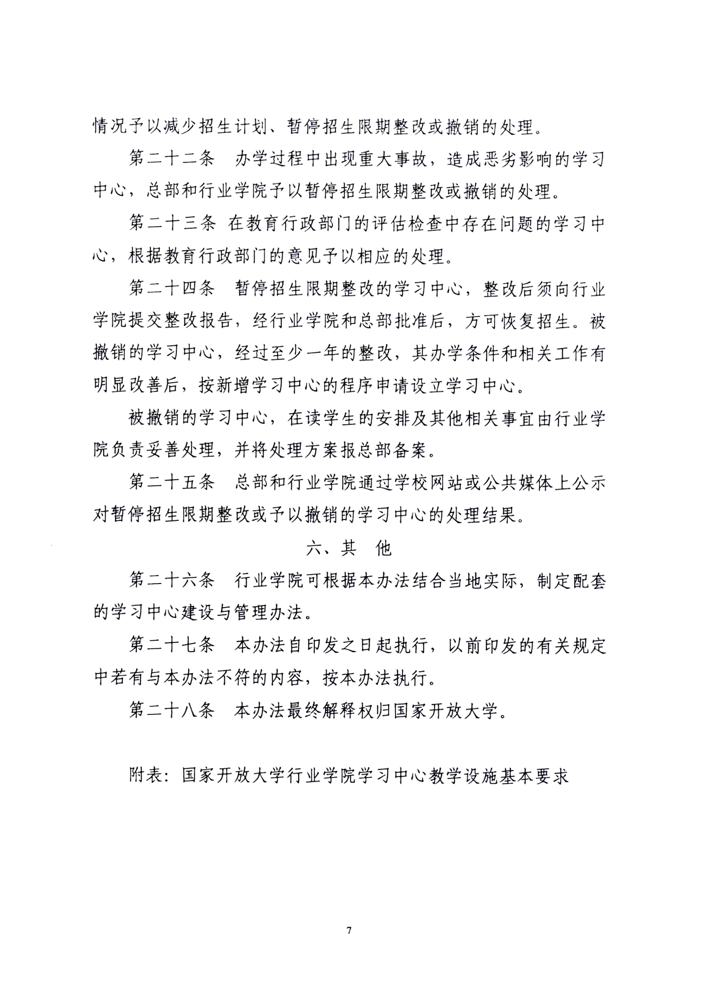 情况予以减少招生计划、暂停招生限期整改或撤销的处理。
第二十二条　办学过程中出现重大事故，造成恶劣影响的学习
中心，总部和行业学院予以暂停招生限期整改或撤销的处理。
第二十三条 在教育行政部门的评估检查中存在问题的学习中
心，根据教育行政部门的意见予以相应的处理。
第二十四条　暂停招生限期整改的学习中心，整改后须向行业
学院提交整改报告，经行业学院和总部批准后，方可恢复招生。被
撤销的学习中心，经过至少一年的整改，其办学条件和相关工作有
明显改善后，按新增学习中心的程序申请设立学习中心。
被撤销的学习中心，在读学生的安排及其他相关事宜由行业学
院负责妥善处理，并将处理方案报总部备案。
第二十五条　总部和行业学院通过学校网站或公共媒体上公示
对暂停招生限期整改或予以撤销的学习中心的处理结果。
六、其　他
第二十六条　行业学院可根据本办法结合当地实际，制定配套
的学习中心建设与管理办法。
第二十七条　本办法自印发之日起执行，以前印发的有关规定
中若有与本办法不符的内容，按本办法执行。
第二十八条　本办法最终解释权归国家开放大学。
附表：国家开放大学行业学院学习中心教学设施基本要求
7